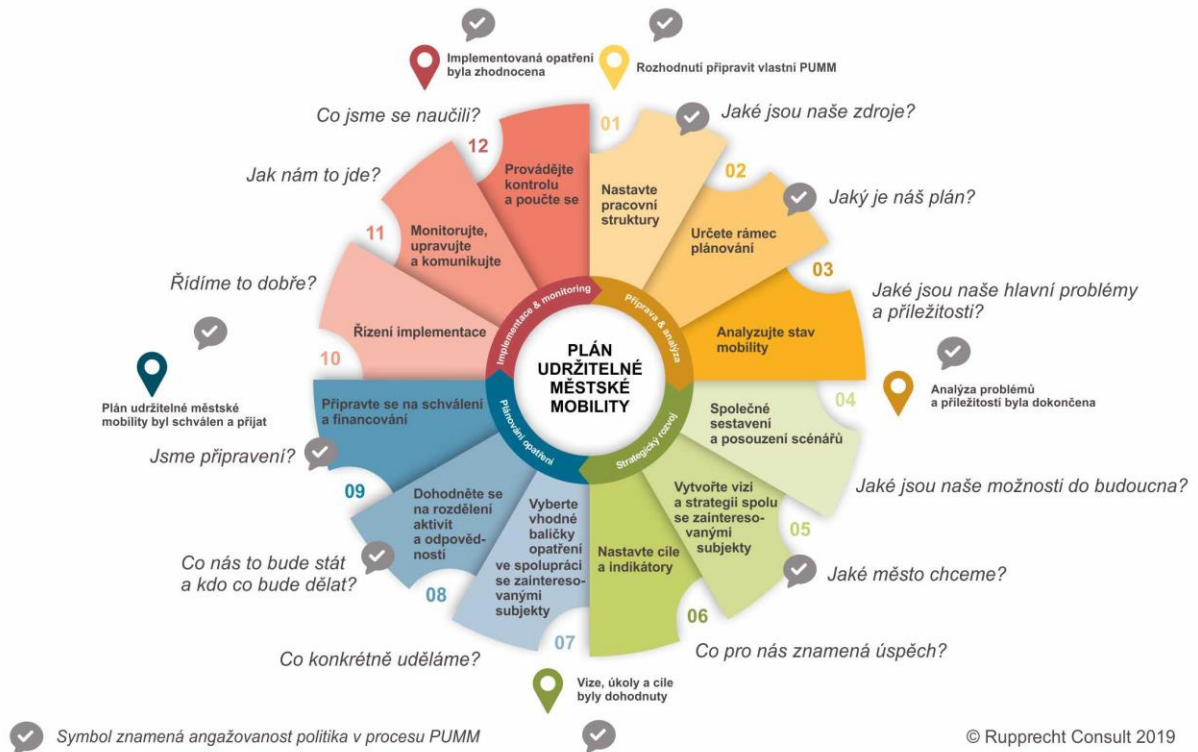 Implementovaná opatření
byla zhodnocena
Rozhodnutí připravit vlastní PUMM
Co jsme se naučili?
Jaké jsou naše zdroje?
12
01
Provádějte
kontrolu
a poučte se
Nastavte
pracovní
struktury
Jak nám to jde?
02
Jaký je náš plán?
11
Monitorujte,
upravujte
a komunikujte
Určete rámec
plánování
Řídíme to dobře?
03
Jaké jsou naše hlavní problémy
a příležitosti?
10
Řízení implementace
Implementace & monitoring
Příprava & analýza
Analyzujte stav
mobility
PLÁN
UDRŽITELNÉ
MĚSTSKÉ
MOBILITY
Plánování opatření
Strategický rozvoj
Plán udržitelné městské
mobility byl schválen a přijat
Analýza problémů
a příležitostí byla dokončena
Připravte se na schválení
a financování
04
Společné
sestavení
a posouzení scénářů
Jsme připravení?
09
Jaké jsou naše možnosti do budoucna?
Dohodněte se
na rozdělení
aktivit
a odpověd-
ností
Vyberte
vhodné
balíčky
opatření
ve spolupráci
se zaintereso-
vanými
subjekty
Nastavte cíle
a indikátory
Vytvořte vizi
a strategii spolu
se zaintereso-
vanými
subjekty
05
Co nás to bude stát
a kdo co bude dělat?
08
Jaké město chceme?
07
06
Co konkrétně uděláme?
Co pro nás znamená úspěch?
Vize, úkoly a cíle
byly dohodnuty
Symbol znamená angažovanost politika v procesu PUMM
© Rupprecht Consult 2019